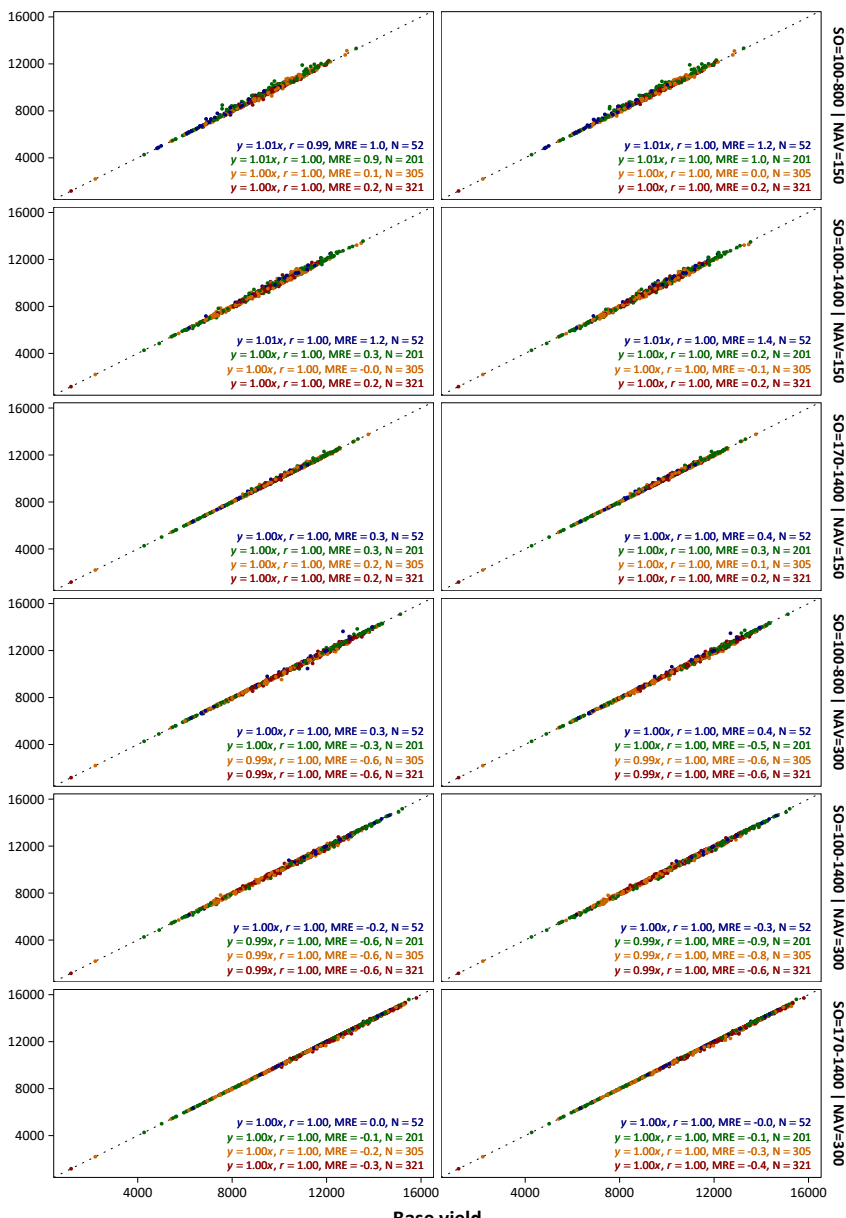 16000
12000
8000
4000
y = 1.01x, r = 0.99, MRE = 1.0, N = 52
y = 1.01x, r = 1.00, MRE = 0.9, N = 201
y = 1.00x, r = 1.00, MRE = 0.1, N = 305
y = 1.00x, r = 1.00, MRE = 0.2, N = 321
y = 1.01x, r = 1.00, MRE = 1.2, N = 52
y = 1.01x, r = 1.00, MRE = 1.0, N = 201
y = 1.00x, r = 1.00, MRE = 0.0, N = 305
y = 1.00x, r = 1.00, MRE = 0.2, N = 321
SO=100-800 | NAV=150
16000
12000
8000
4000
y = 1.01x, r = 1.00, MRE = 1.2, N = 52
y = 1.00x, r = 1.00, MRE = 0.3, N = 201
y = 1.00x, r = 1.00, MRE = -0.0, N = 305
y = 1.00x, r = 1.00, MRE = 0.2, N = 321
y = 1.01x, r = 1.00, MRE = 1.4, N = 52
y = 1.00x, r = 1.00, MRE = 0.2, N = 201
y = 1.00x, r = 1.00, MRE = -0.1, N = 305
y = 1.00x, r = 1.00, MRE = 0.2, N = 321
SO=100-1400 | NAV=150
16000
12000
8000
4000
y = 1.00x, r = 1.00, MRE = 0.3, N = 52
y = 1.00x, r = 1.00, MRE = 0.3, N = 201
y = 1.00x, r = 1.00, MRE = 0.2, N = 305
y = 1.00x, r = 1.00, MRE = 0.2, N = 321
y = 1.00x, r = 1.00, MRE = 0.4, N = 52
y = 1.00x, r = 1.00, MRE = 0.3, N = 201
y = 1.00x, r = 1.00, MRE = 0.1, N = 305
y = 1.00x, r = 1.00, MRE = 0.2, N = 321
SO=170-1400 | NAV=150
16000
12000
8000
4000
y = 1.00x, r = 1.00, MRE = 0.3, N = 52
y = 1.00x, r = 1.00, MRE = -0.3, N = 201
y = 0.99x, r = 1.00, MRE = -0.6, N = 305
y = 0.99x, r = 1.00, MRE = -0.6, N = 321
y = 1.00x, r = 1.00, MRE = 0.4, N = 52
y = 1.00x, r = 1.00, MRE = -0.5, N = 201
y = 0.99x, r = 1.00, MRE = -0.6, N = 305
y = 0.99x, r = 1.00, MRE = -0.6, N = 321
SO=100-800 | NAV=300
16000
12000
8000
4000
y = 1.00x, r = 1.00, MRE = -0.2, N = 52
y = 0.99x, r = 1.00, MRE = -0.6, N = 201
y = 0.99x, r = 1.00, MRE = -0.6, N = 305
y = 0.99x, r = 1.00, MRE = -0.6, N = 321
y = 1.00x, r = 1.00, MRE = -0.3, N = 52
y = 0.99x, r = 1.00, MRE = -0.9, N = 201
y = 0.99x, r = 1.00, MRE = -0.8, N = 305
y = 0.99x, r = 1.00, MRE = -0.6, N = 321
SO=100-1400 | NAV=300
16000
12000
8000
4000
y = 1.00x, r = 1.00, MRE = 0.0, N = 52
y = 1.00x, r = 1.00, MRE = -0.1, N = 201
y = 1.00x, r = 1.00, MRE = -0.2, N = 305
y = 1.00x, r = 1.00, MRE = -0.3, N = 321
y = 1.00x, r = 1.00, MRE = -0.0, N = 52
y = 1.00x, r = 1.00, MRE = -0.1, N = 201
y = 1.00x, r = 1.00, MRE = -0.3, N = 305
y = 1.00x, r = 1.00, MRE = -0.4, N = 321
SO=170-1400 | NAV=300
4000 8000 12000 16000 4000 8000 12000 16000
Base yield